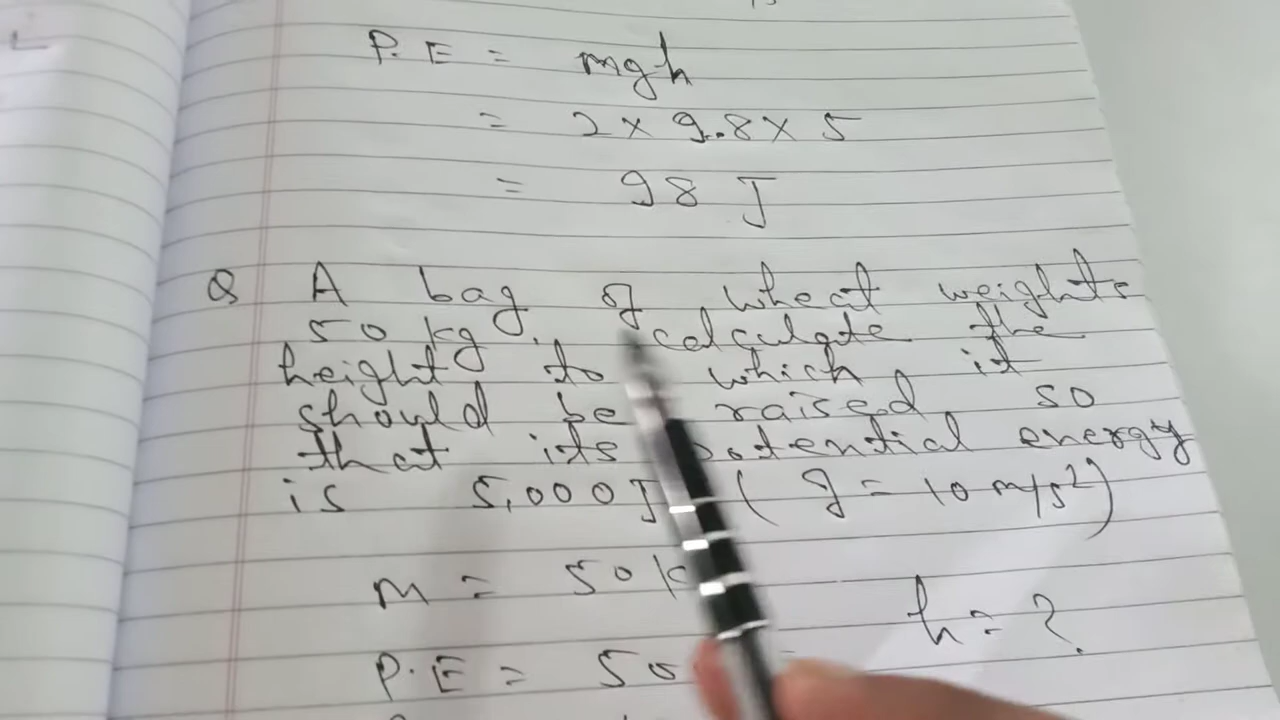 P.E = mgh
= 2 x 9.8 x 5
= 98 J
Q A bag of wheat weights
50 kg. calculate the
height to which it
should be raised so
that its potential energy
is 5,000J ( g = 10 m/s²)
m = 50 k
h = ?
P.E = 50